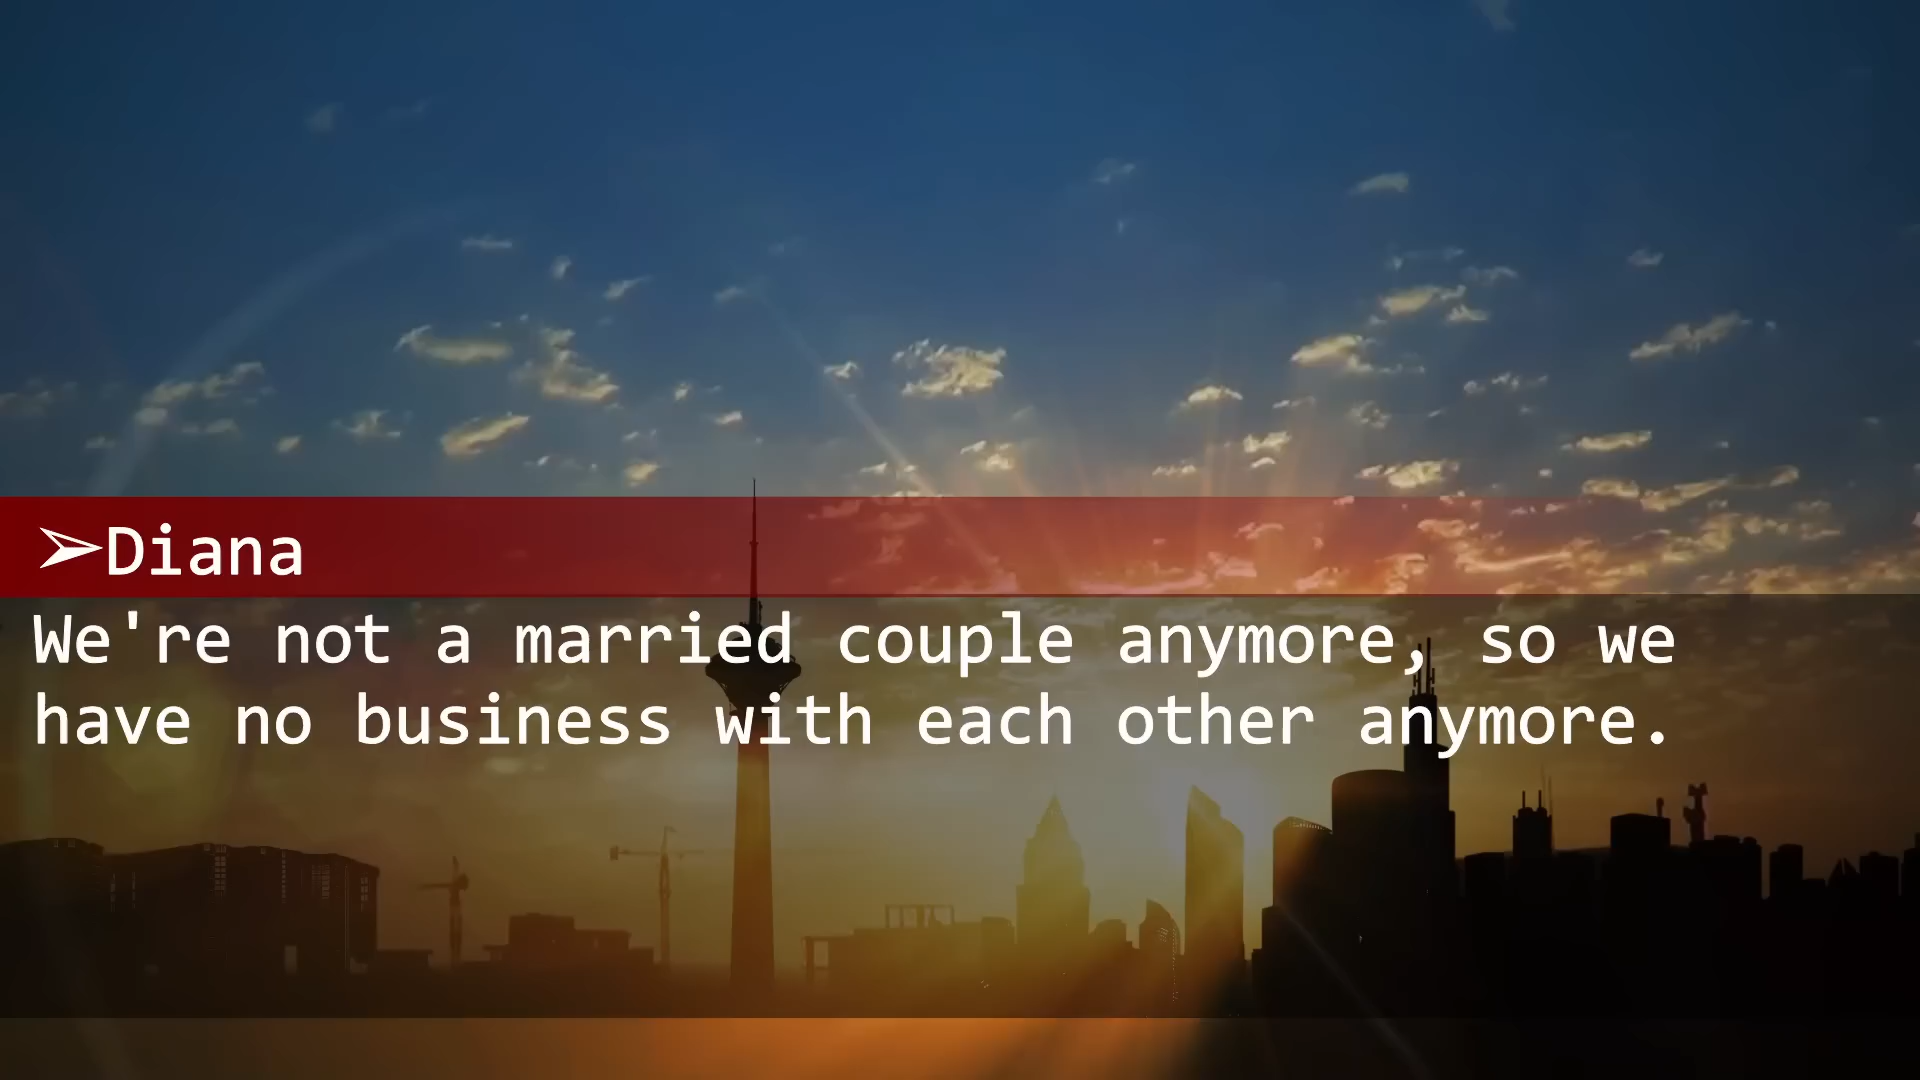 ➢Diana
We're not a married couple anymore, so we
have no business with each other anymore.